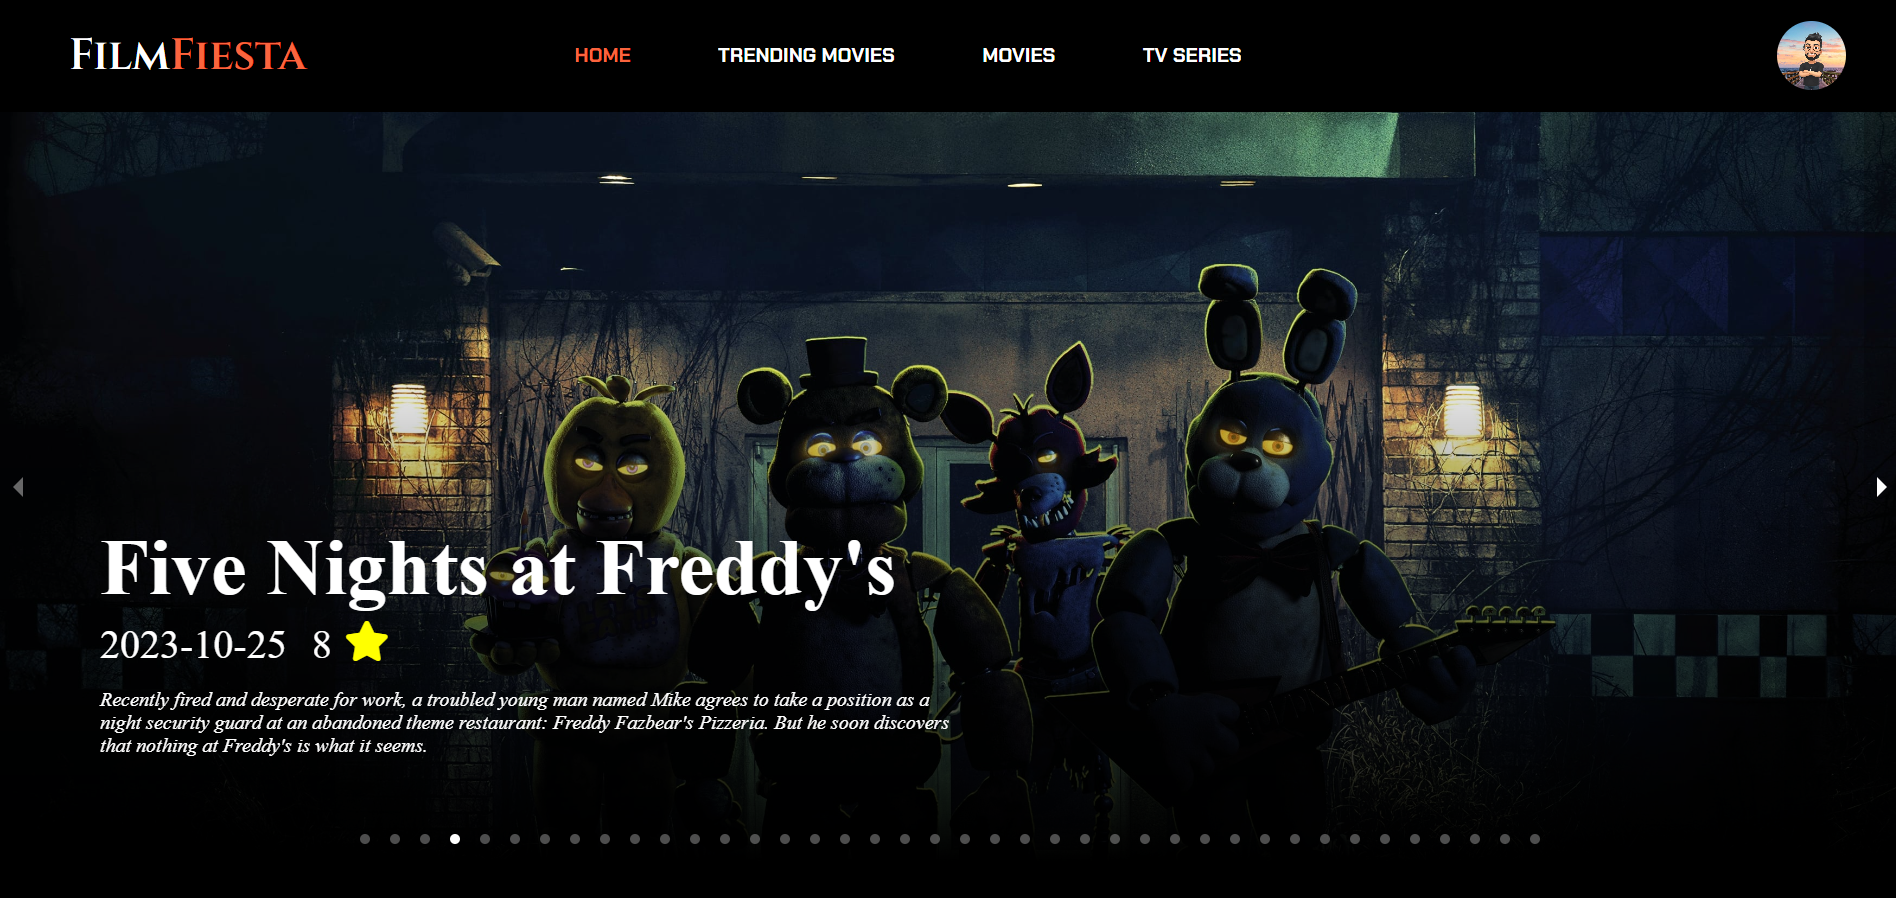 FILMFIESTA
HOME TRENDING MOVIES MOVIES TV SERIES
Five Nights at Freddy's
2023-10-25 8
Recently fired and desperate for work, a troubled young man named Mike agrees to take a position as a
night security guard at an abandoned theme restaurant: Freddy Fazbear's Pizzeria. But he soon discovers
that nothing at Freddy's is what it seems.